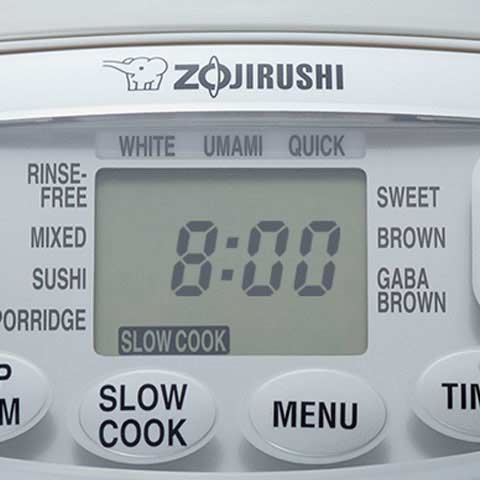 ZOJIRUSHI
WHITE UMAMI QUICK
RINSE-
FREE
MIXED
SUSHI
PORRIDGE
8:00
SLOW COOK
SWEET
BROWN
GABA
BROWN
SLOW
COOK
MENU